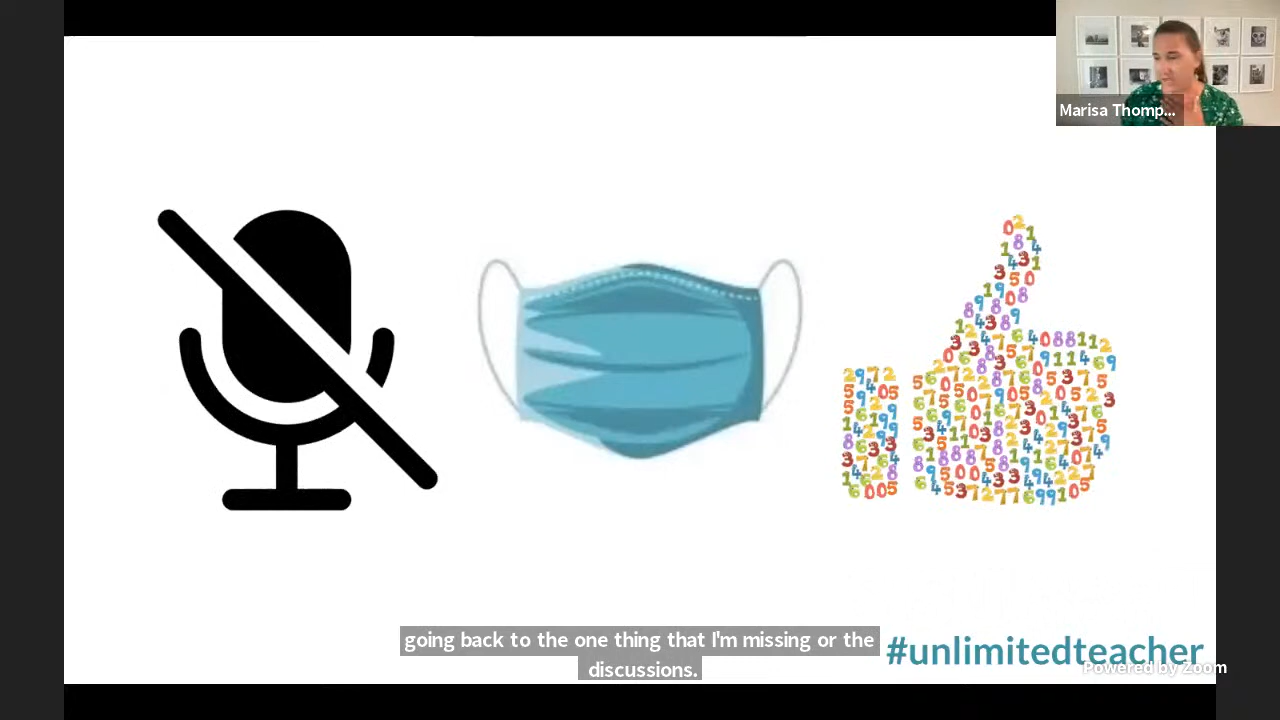 Marisa Thomp...
going back to the one thing that I'm missing or the
discussions.
#unlimitedteacher
Powered by Zoom